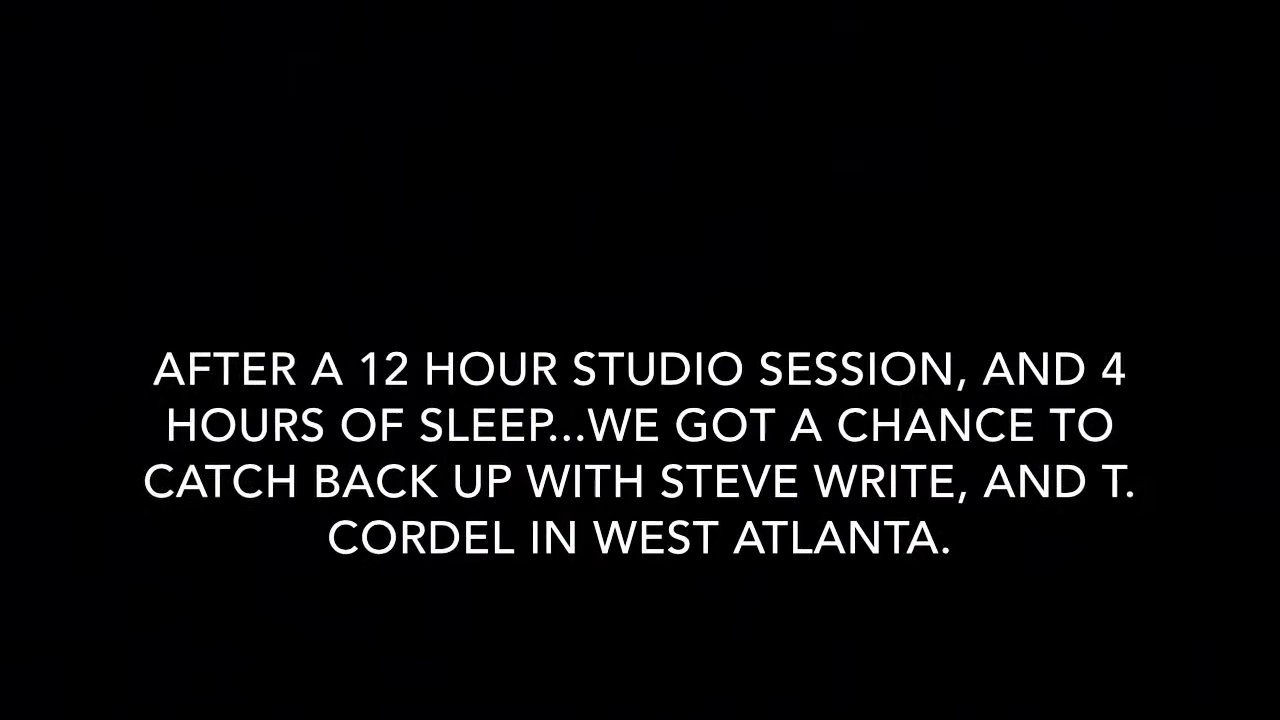 AFTER A 12 HOUR STUDIO SESSION, AND 4
HOURS OF SLEEP...WE GOT A CHANCE TO
CATCH BACK UP WITH STEVE WRITE, AND T.
CORDEL IN WEST ATLANTA.